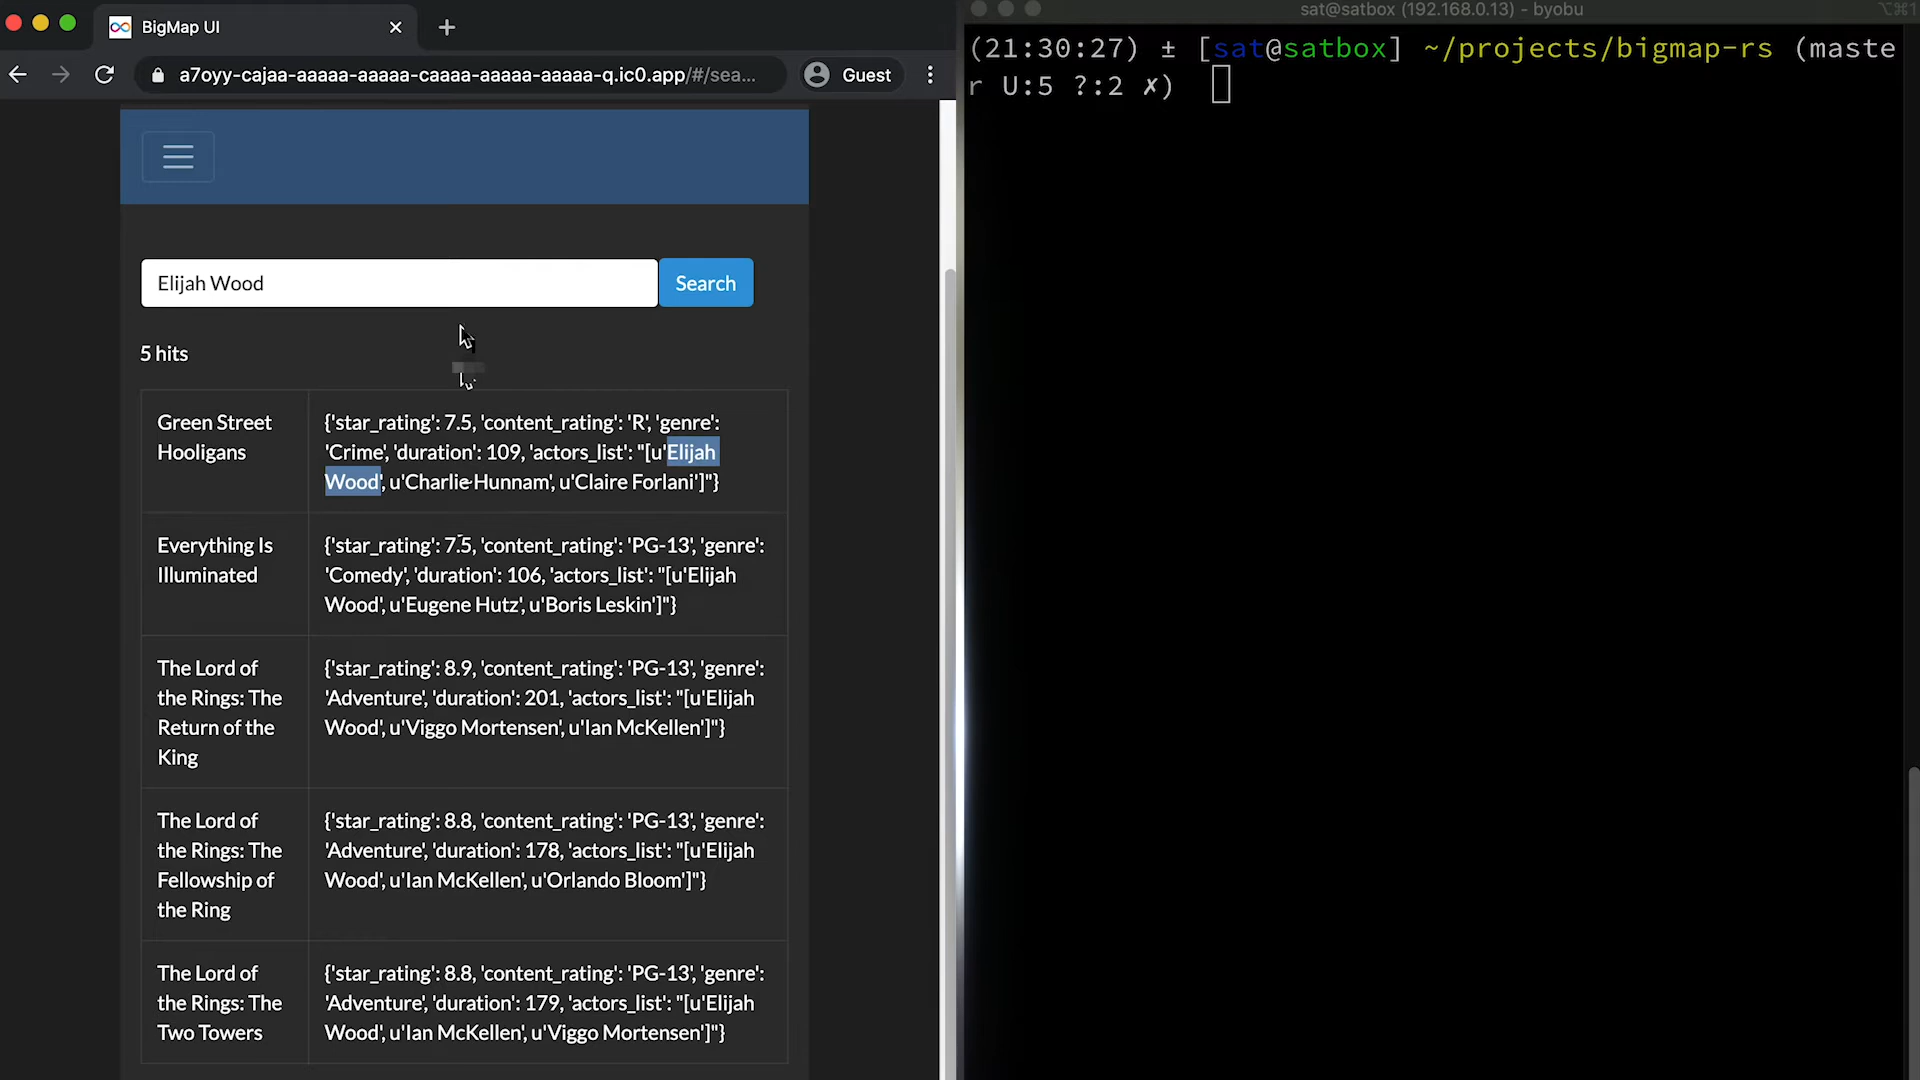 BigMap UI
a7oyy-cajaa-aaaaa-aaaaa-caaaa-aaaaa-aaaaa-q.ic0.app/#/sea...
Guest
Elijah Wood
Search
5 hits
Green Street
Hooligans
{'star_rating': 7.5, 'content_rating': 'R', 'genre':
'Crime', 'duration': 109, 'actors_list': "[u'Elijah
Wood', u'Charlie Hunnam', u'Claire Forlani']"}
Everything Is
Illuminated
{'star_rating': 7.5, 'content_rating': 'PG-13', 'genre':
'Comedy', 'duration': 106, 'actors_list': "[u'Elijah
Wood', u'Eugene Hutz', u'Boris Leskin']"}
The Lord of
the Rings: The
Return of the
King
{'star_rating': 8.9, 'content_rating': 'PG-13', 'genre':
'Adventure', 'duration': 201, 'actors_list': "[u'Elijah
Wood', u'Viggo Mortensen', u'Ian McKellen']"}
The Lord of
the Rings: The
Fellowship of
the Ring
{'star_rating': 8.8, 'content_rating': 'PG-13', 'genre':
'Adventure', 'duration': 178, 'actors_list': "[u'Elijah
Wood', u'Ian McKellen', u'Orlando Bloom']"}
The Lord of
the Rings: The
Two Towers
{'star_rating': 8.8, 'content_rating': 'PG-13', 'genre':
'Adventure', 'duration': 179, 'actors_list': "[u'Elijah
Wood', u'Ian McKellen', u'Viggo Mortensen']"}
sat@satbox (192.168.0.13) - byobu
⌥⌘1
(21:30:27) ± [sat@satbox] ~/projects/bigmap-rs (maste
r U:5 ?:2 ✗)